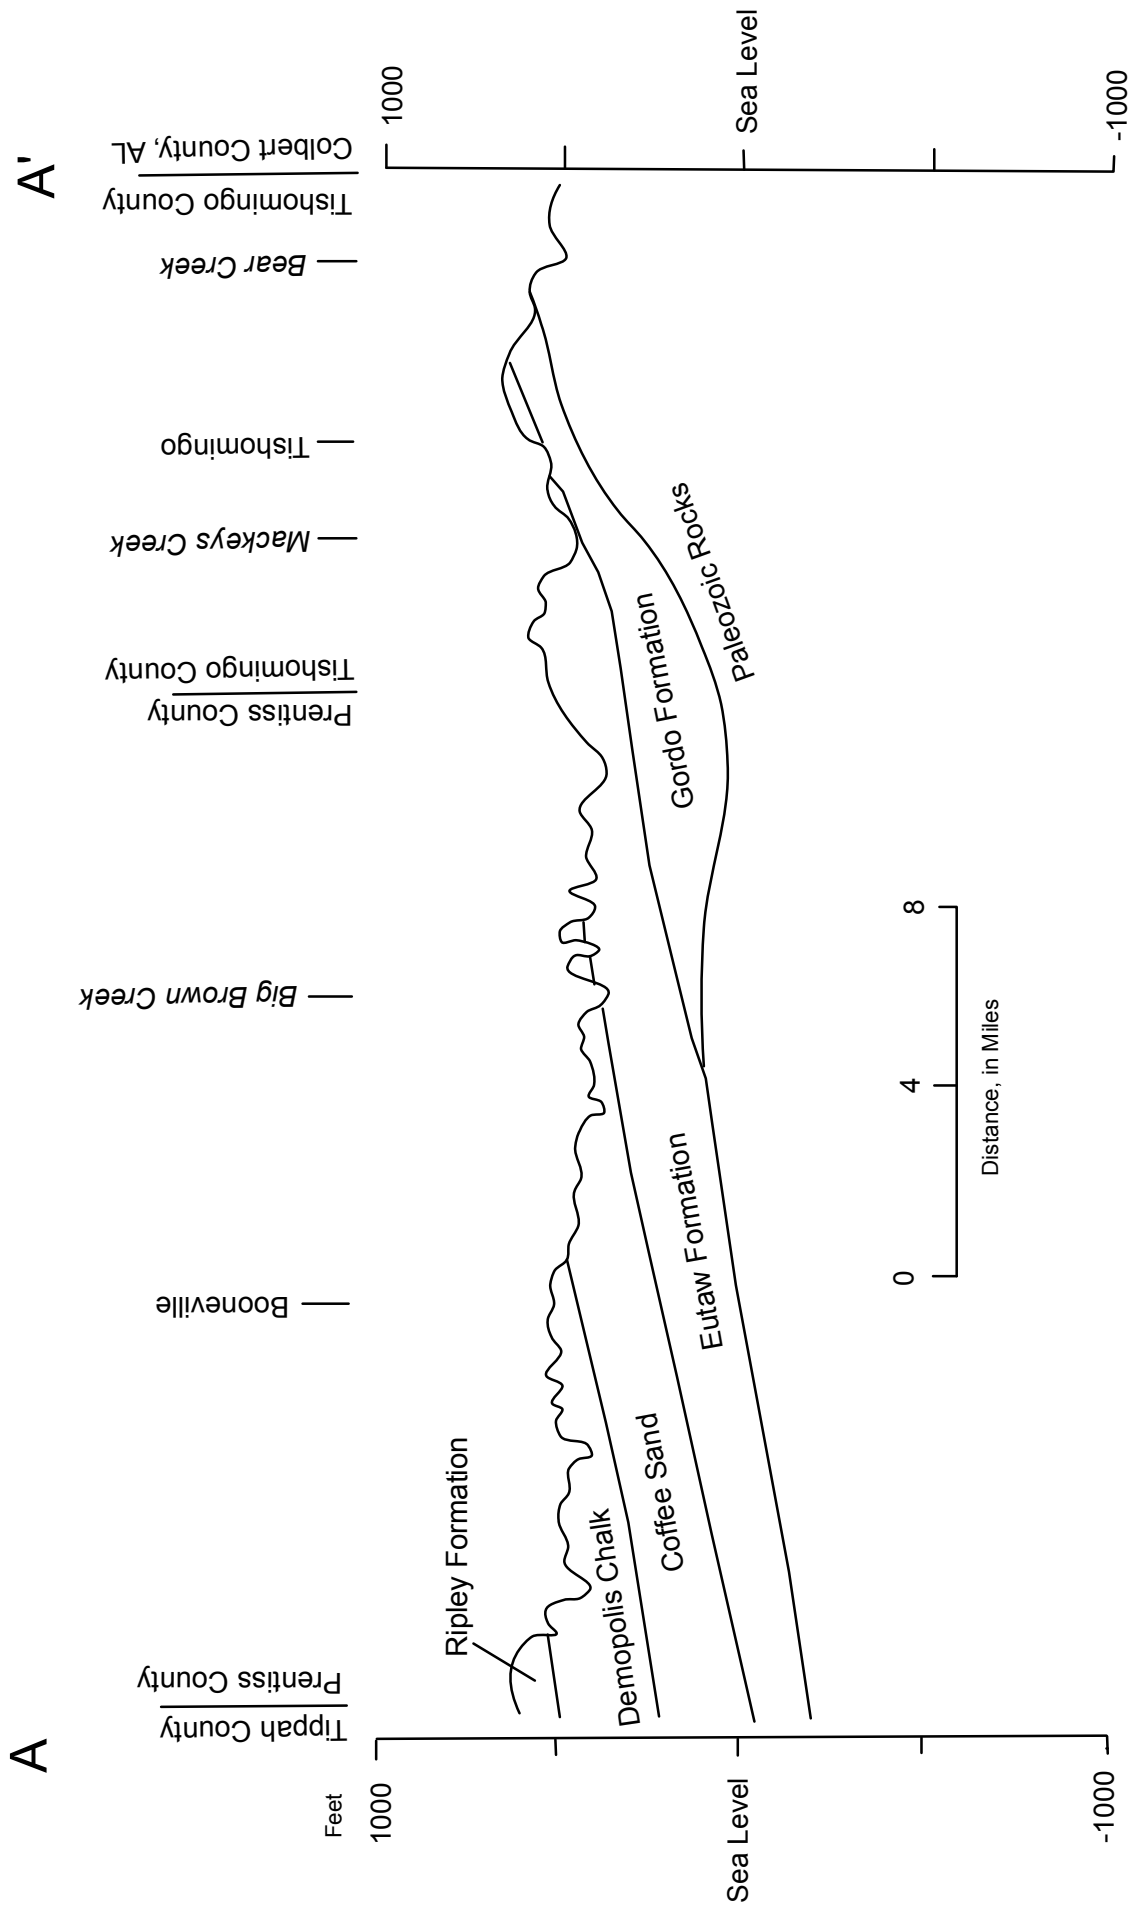 A
A'
Tippah County
Prentiss County
Booneville
Big Brown Creek
Prentiss County
Tishomingo County
Mackeys Creek
Tishomingo
Bear Creek
Tishomingo County
Colbert County, AL
Feet
1000
Sea Level
-1000
1000
Sea Level
-1000
Ripley Formation
Demopolis Chalk
Coffee Sand
Eutaw Formation
Gordo Formation
Paleozoic Rocks
0
4
8
Distance, in Miles